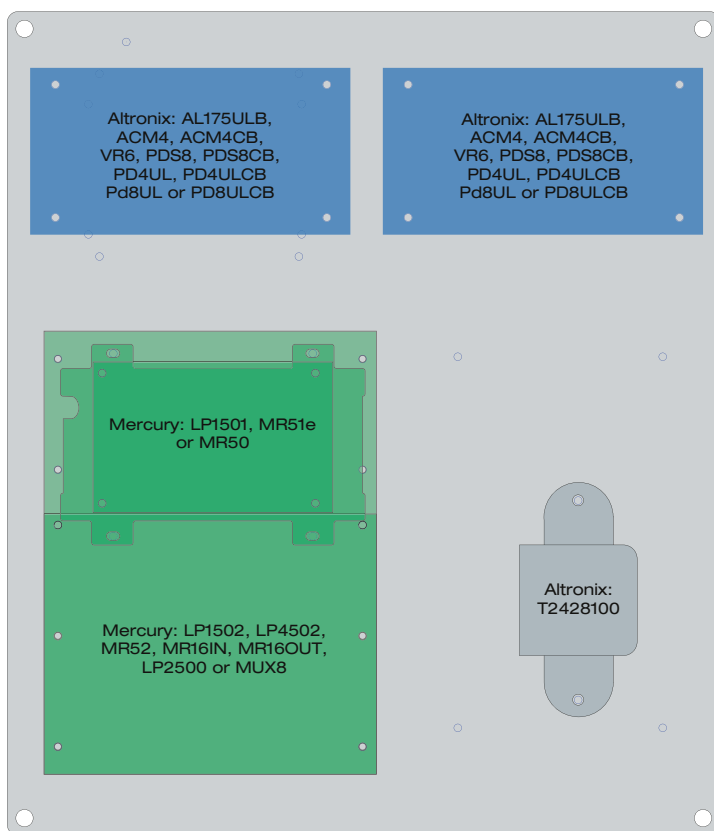 Altronix: AL175ULB,
ACM4, ACM4CB,
VR6, PDS8, PDS8CB,
PD4UL, PD4ULCB
Pd8UL or PD8ULCB
Altronix: AL175ULB,
ACM4, ACM4CB,
VR6, PDS8, PDS8CB,
PD4UL, PD4ULCB
Pd8UL or PD8ULCB
Mercury: LP1501, MR51e
or MR50
Altronix:
T2428100
Mercury: LP1502, LP4502,
MR52, MR16IN, MR16OUT,
LP2500 or MUX8